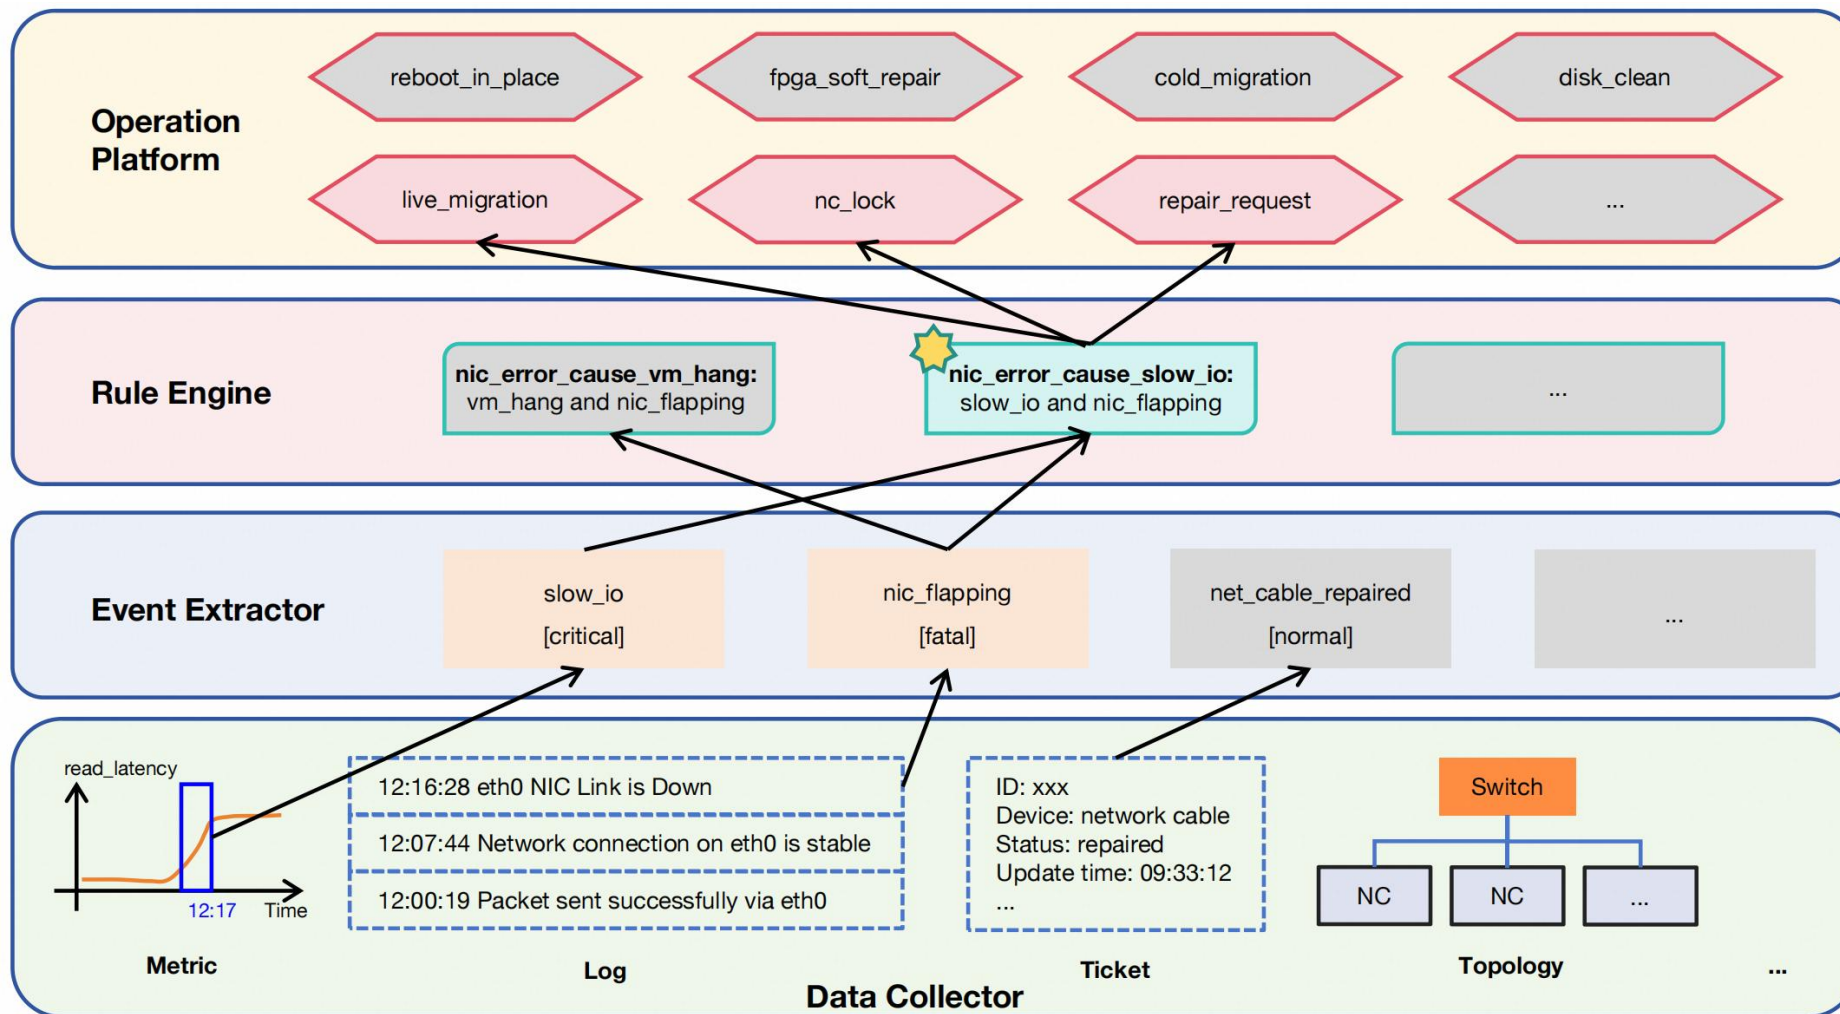 reboot_in_place
fpga_soft_repair
cold_migration
disk_clean
Operation
Platform
live_migration
nc_lock
repair_request
...
Rule Engine
nic_error_cause_vm_hang:
vm_hang and nic_flapping
nic_error_cause_slow_io:
slow_io and nic_flapping
...
Event Extractor
slow_io
[critical]
nic_flapping
[fatal]
net_cable_repaired
[normal]
...
read_latency
12:17
Time
Metric
12:16:28 eth0 NIC Link is Down
12:07:44 Network connection on eth0 is stable
12:00:19 Packet sent successfully via eth0
Log
ID: xxx
Device: network cable
Status: repaired
Update time: 09:33:12
...
Ticket
Switch
NC
NC
...
Topology
...
Data Collector